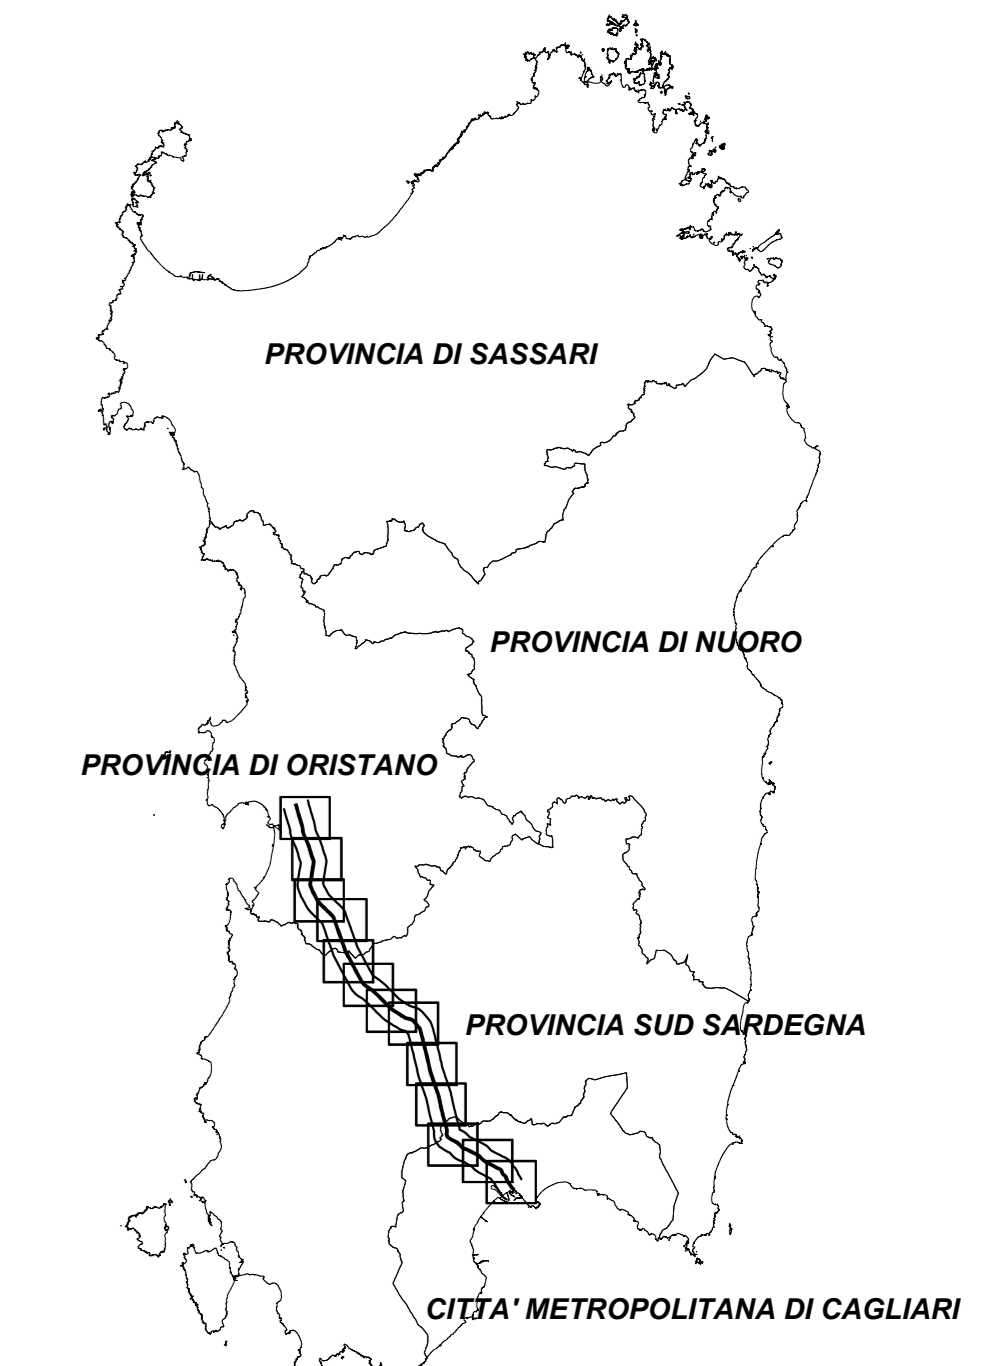 PROVINCIA DI SASSARI
PROVINCIA DI NUORO
PROVINCIA DI ORISTANO
PROVINCIA SUD SARDEGNA
CITTA' METROPOLITANA DI CAGLIARI